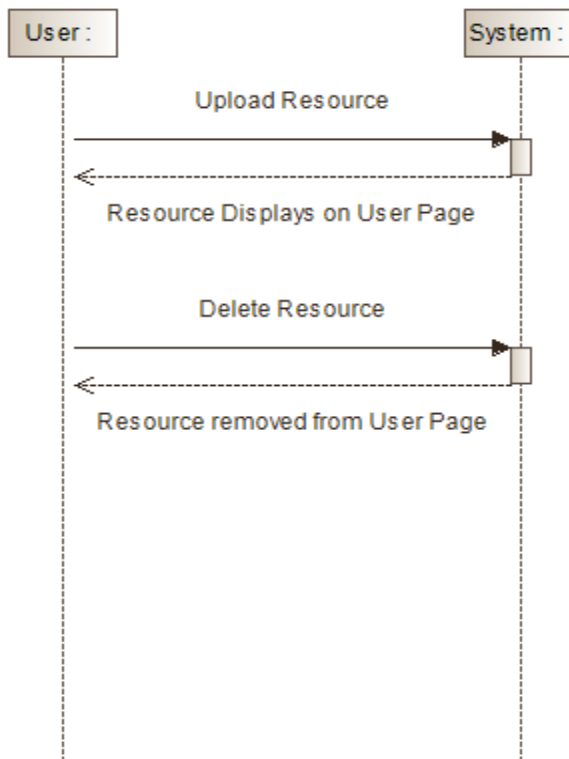 User :
System :
Upload Resource
Resource Displays on User Page
Delete Resource
Resource removed from User Page